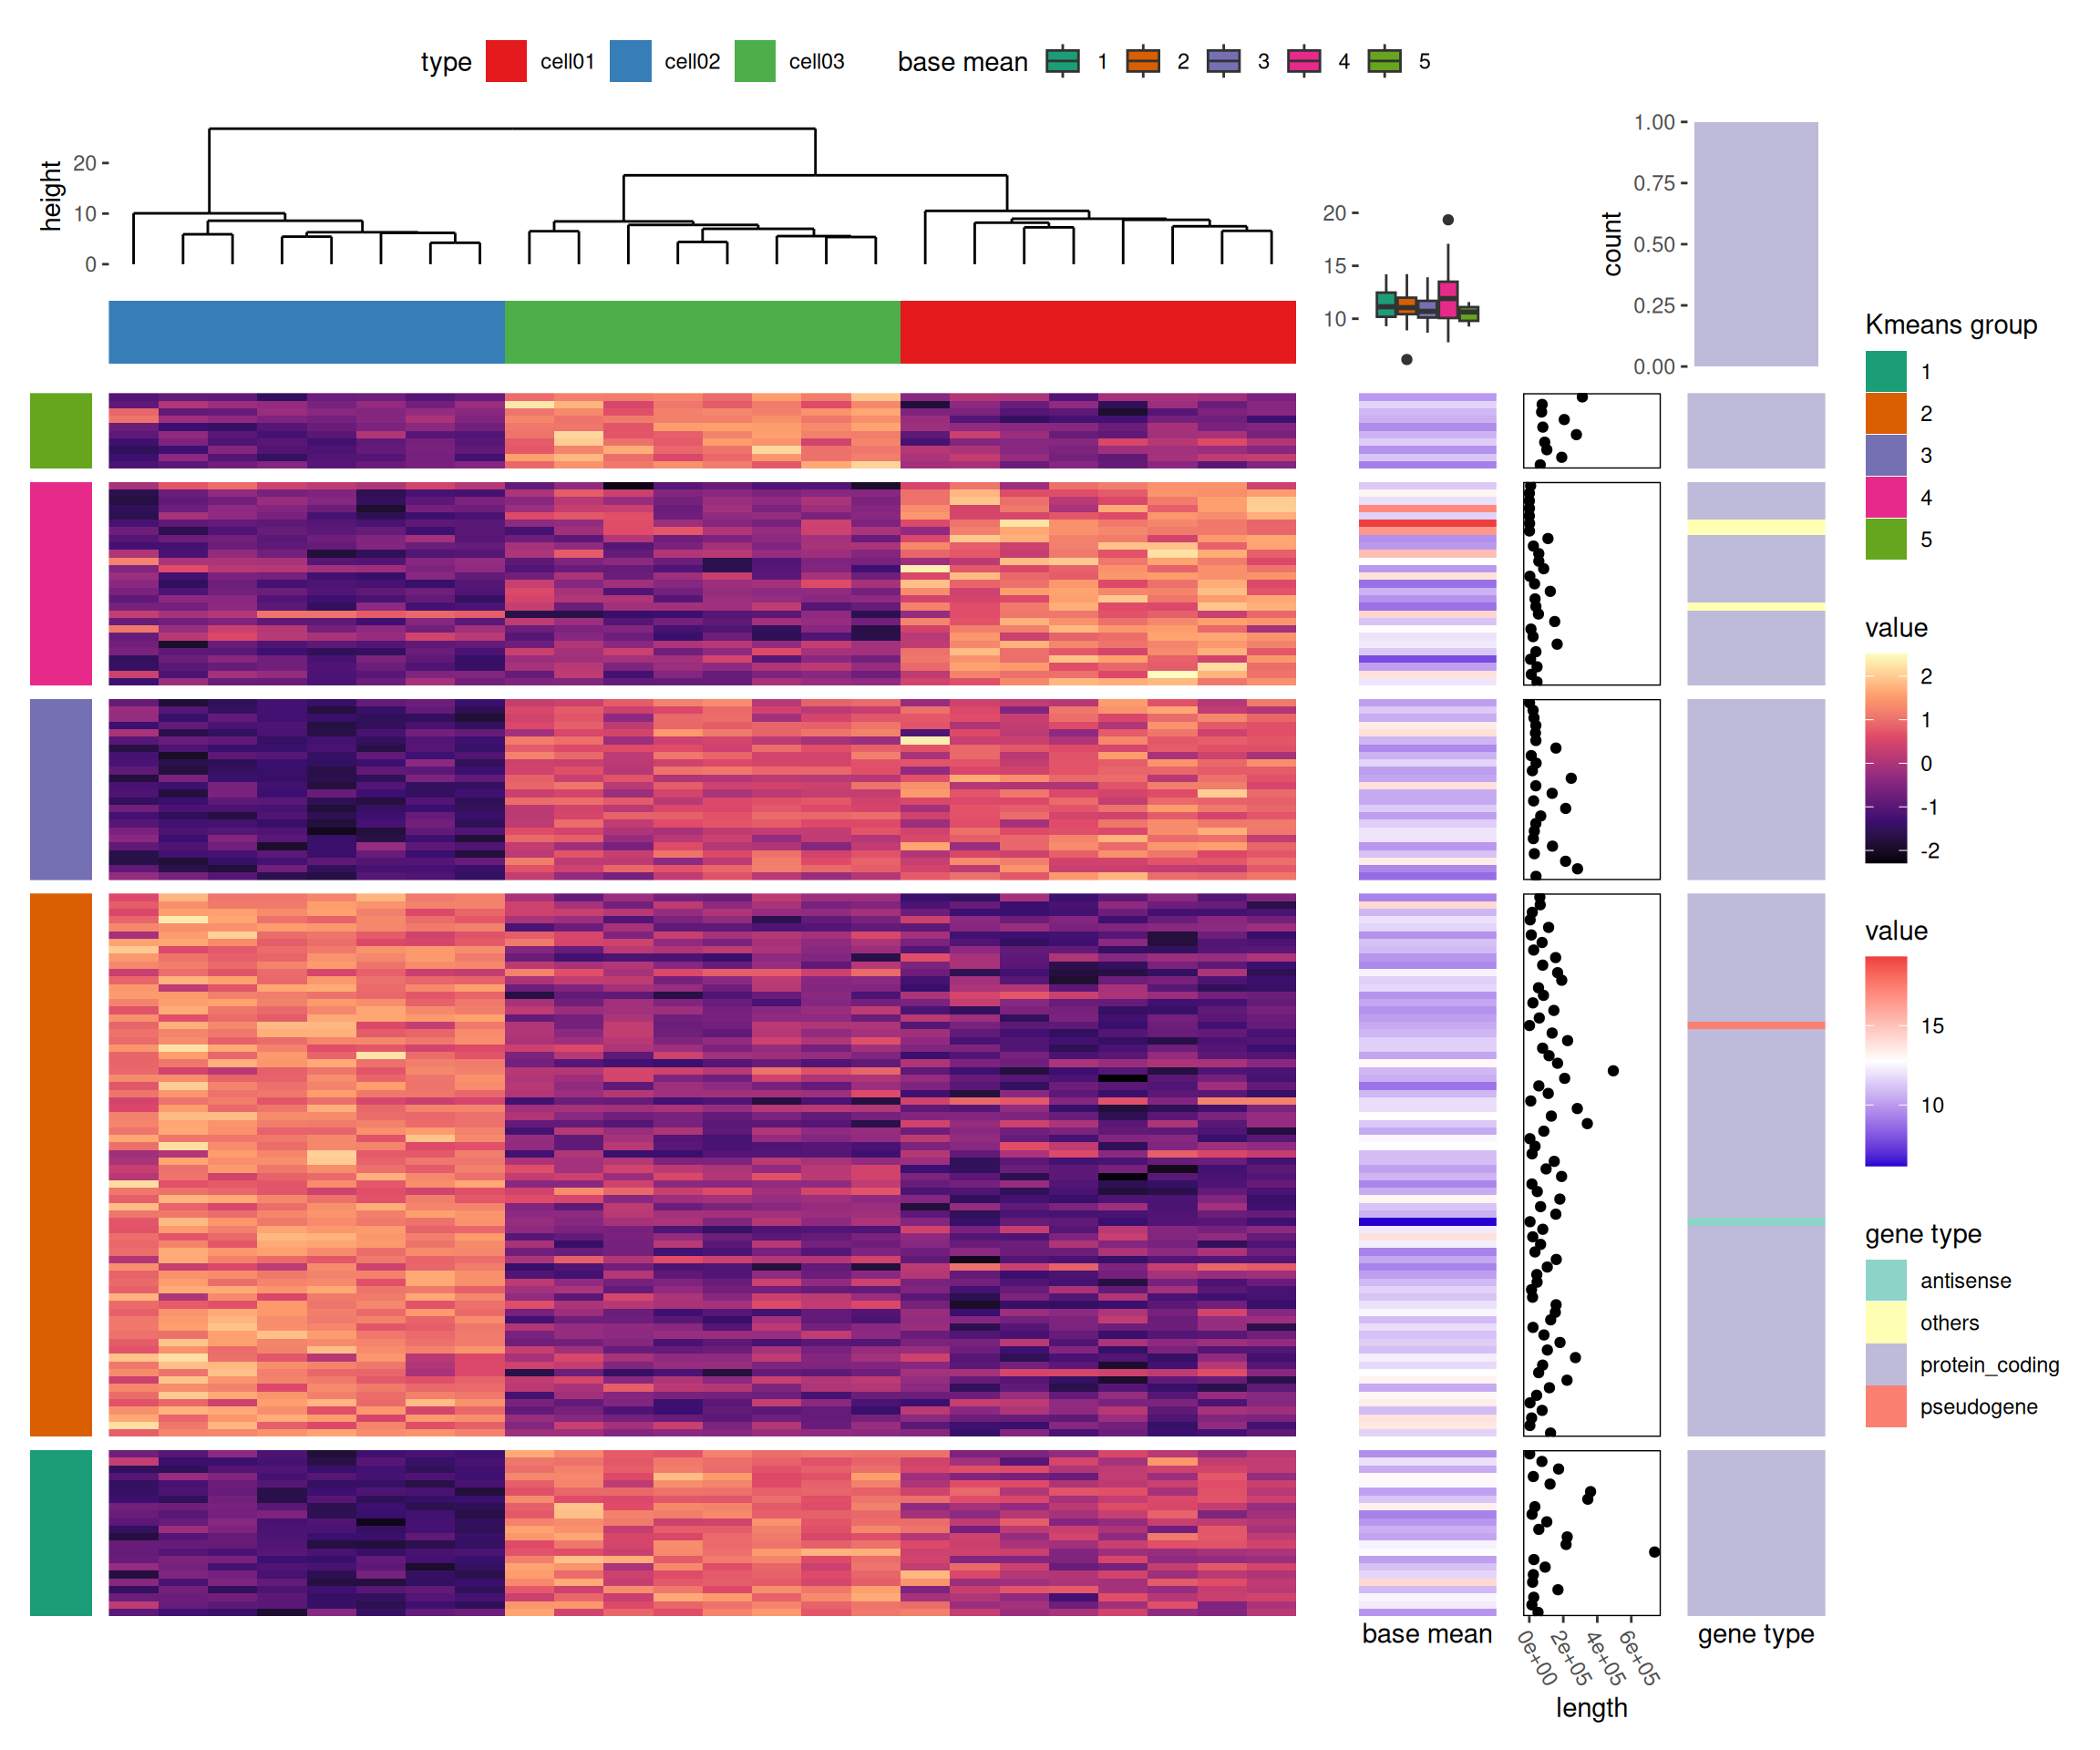 type cell01 cell02 cell03 base mean 1 2 3 4 5
height
20
10
0
20
15
10
count
1.00
0.75
0.50
0.25
0.00
Kmeans group
1
2
3
4
5
value
2
1
0
-1
-2
value
15
10
gene type
antisense
others
protein_coding
pseudogene
base mean
0e+00 2e+05 4e+05 6e+05
length
gene type